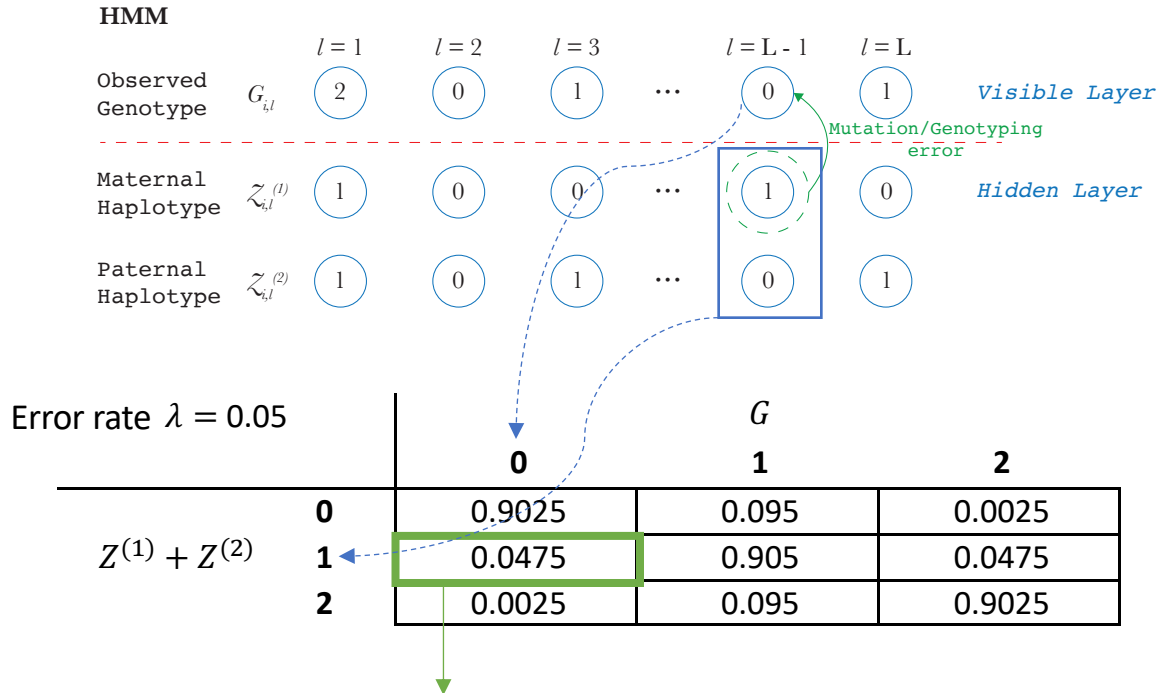 HMM
l = 1 l = 2 l = 3 l = L - 1 l = L
Observed
Genotype G_{i,l} 2 0 1 ··· 0 1 Visible Layer
Mutation/Genotyping
error
Maternal
Haplotype Z_{i,l}^{(1)} 1 0 0 ··· 1 0 Hidden Layer
Paternal
Haplotype Z_{i,l}^{(2)} 1 0 1 ··· 0 1
Error rate λ = 0.05 G
0 1 2
0 0.9025 0.095 0.0025
Z^{(1)} + Z^{(2)} 1 0.0475 0.905 0.0475
2 0.0025 0.095 0.9025